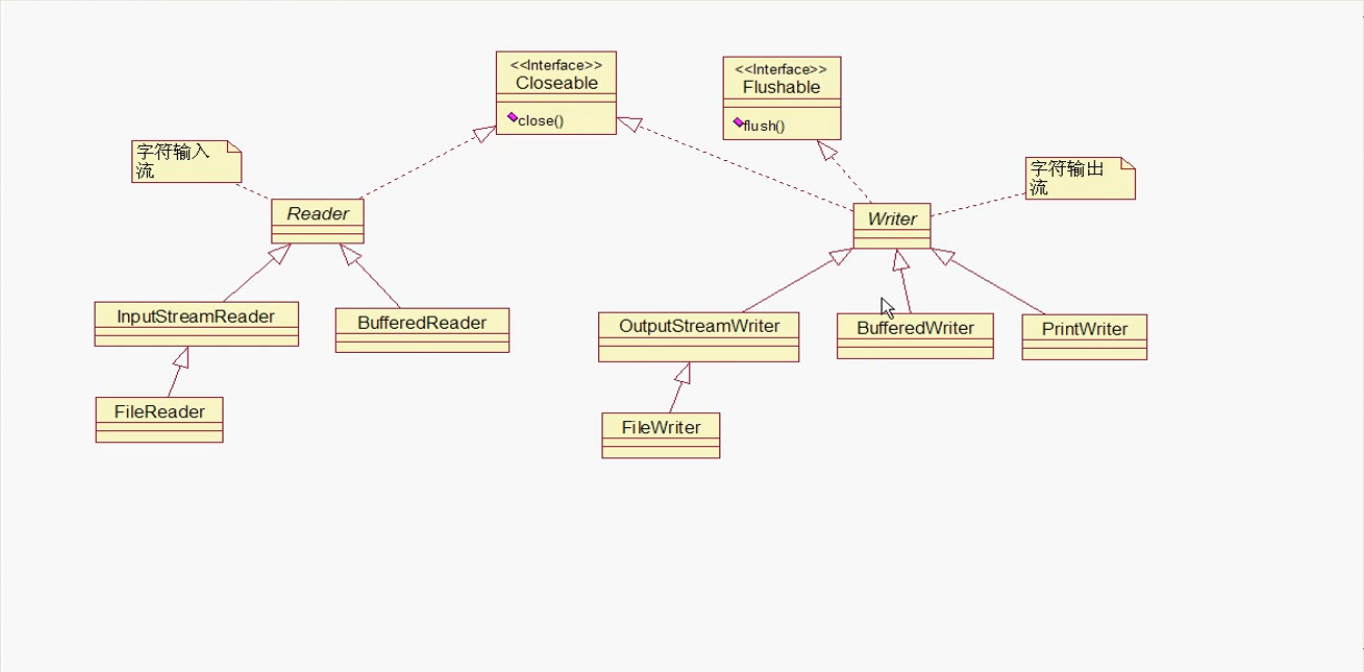 <<Interface>>
Closeable
close()
<<Interface>>
Flushable
flush()
字符输入
流
字符输出
流
Reader
Writer
InputStreamReader
BufferedReader
OutputStreamWriter
BufferedWriter
PrintWriter
FileReader
FileWriter